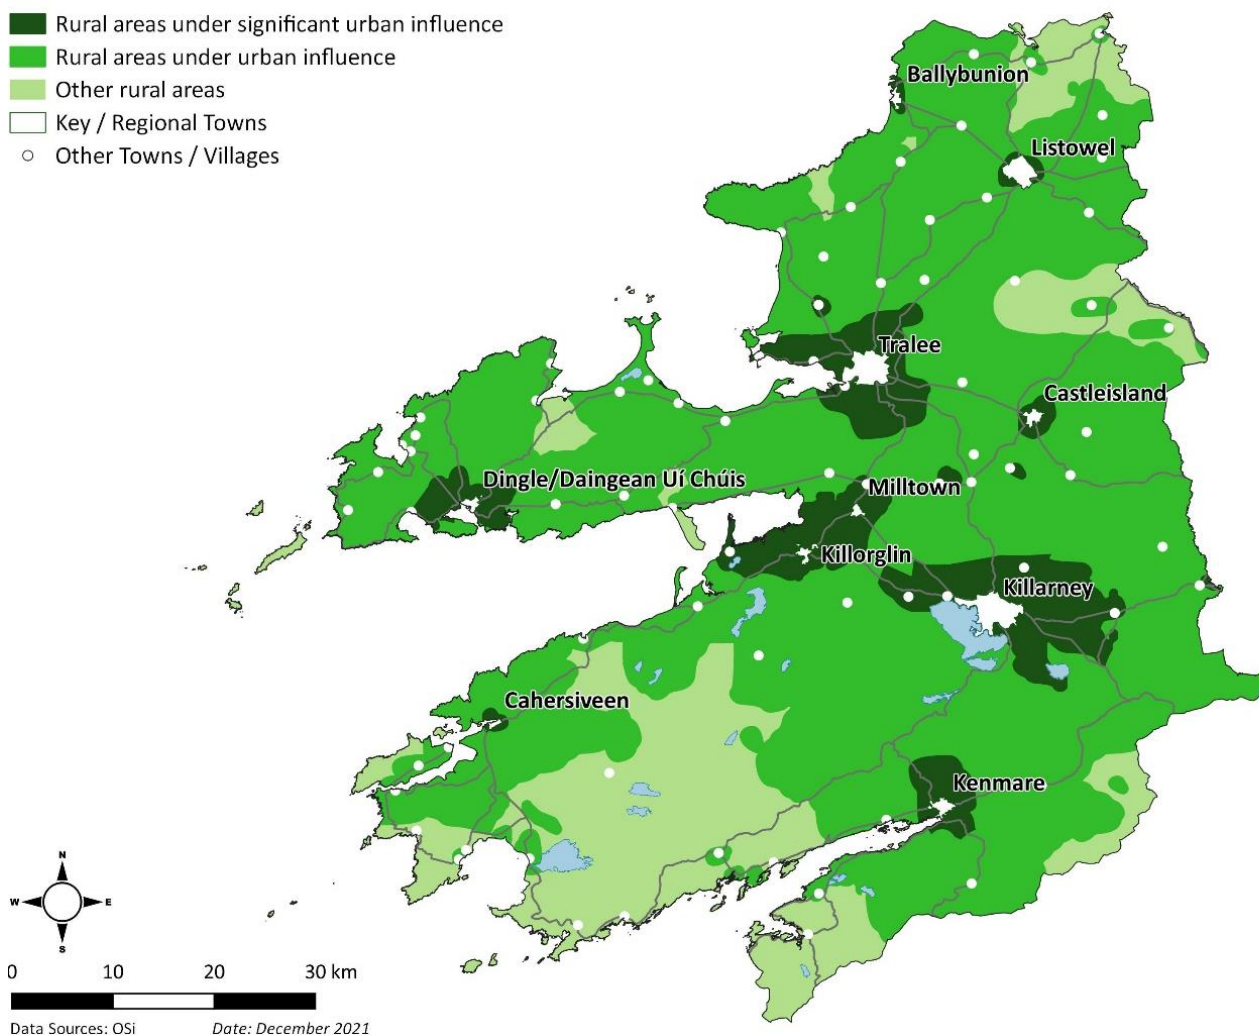 Rural areas under significant urban influence
Rural areas under urban influence
Other rural areas
Key / Regional Towns
Other Towns / Villages
Ballybunion
Listowel
Tralee
Castleisland
Dingle/Daingean Uí Chúis
Milltown
Killorglin
Killarney
Cahersiveen
Kenmare
N
W E
S
0 10 20 30 km
Data Sources: OSi Date: December 2021